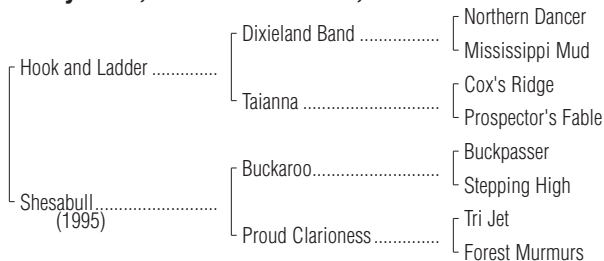 Dixieland Band
Northern Dancer
Mississippi Mud
Hook and Ladder
Taianna
Cox's Ridge
Prospector's Fable
Shesabull
(1995)
Buckaroo
Buckpasser
Stepping High
Proud Clarioness
Tri Jet
Forest Murmurs